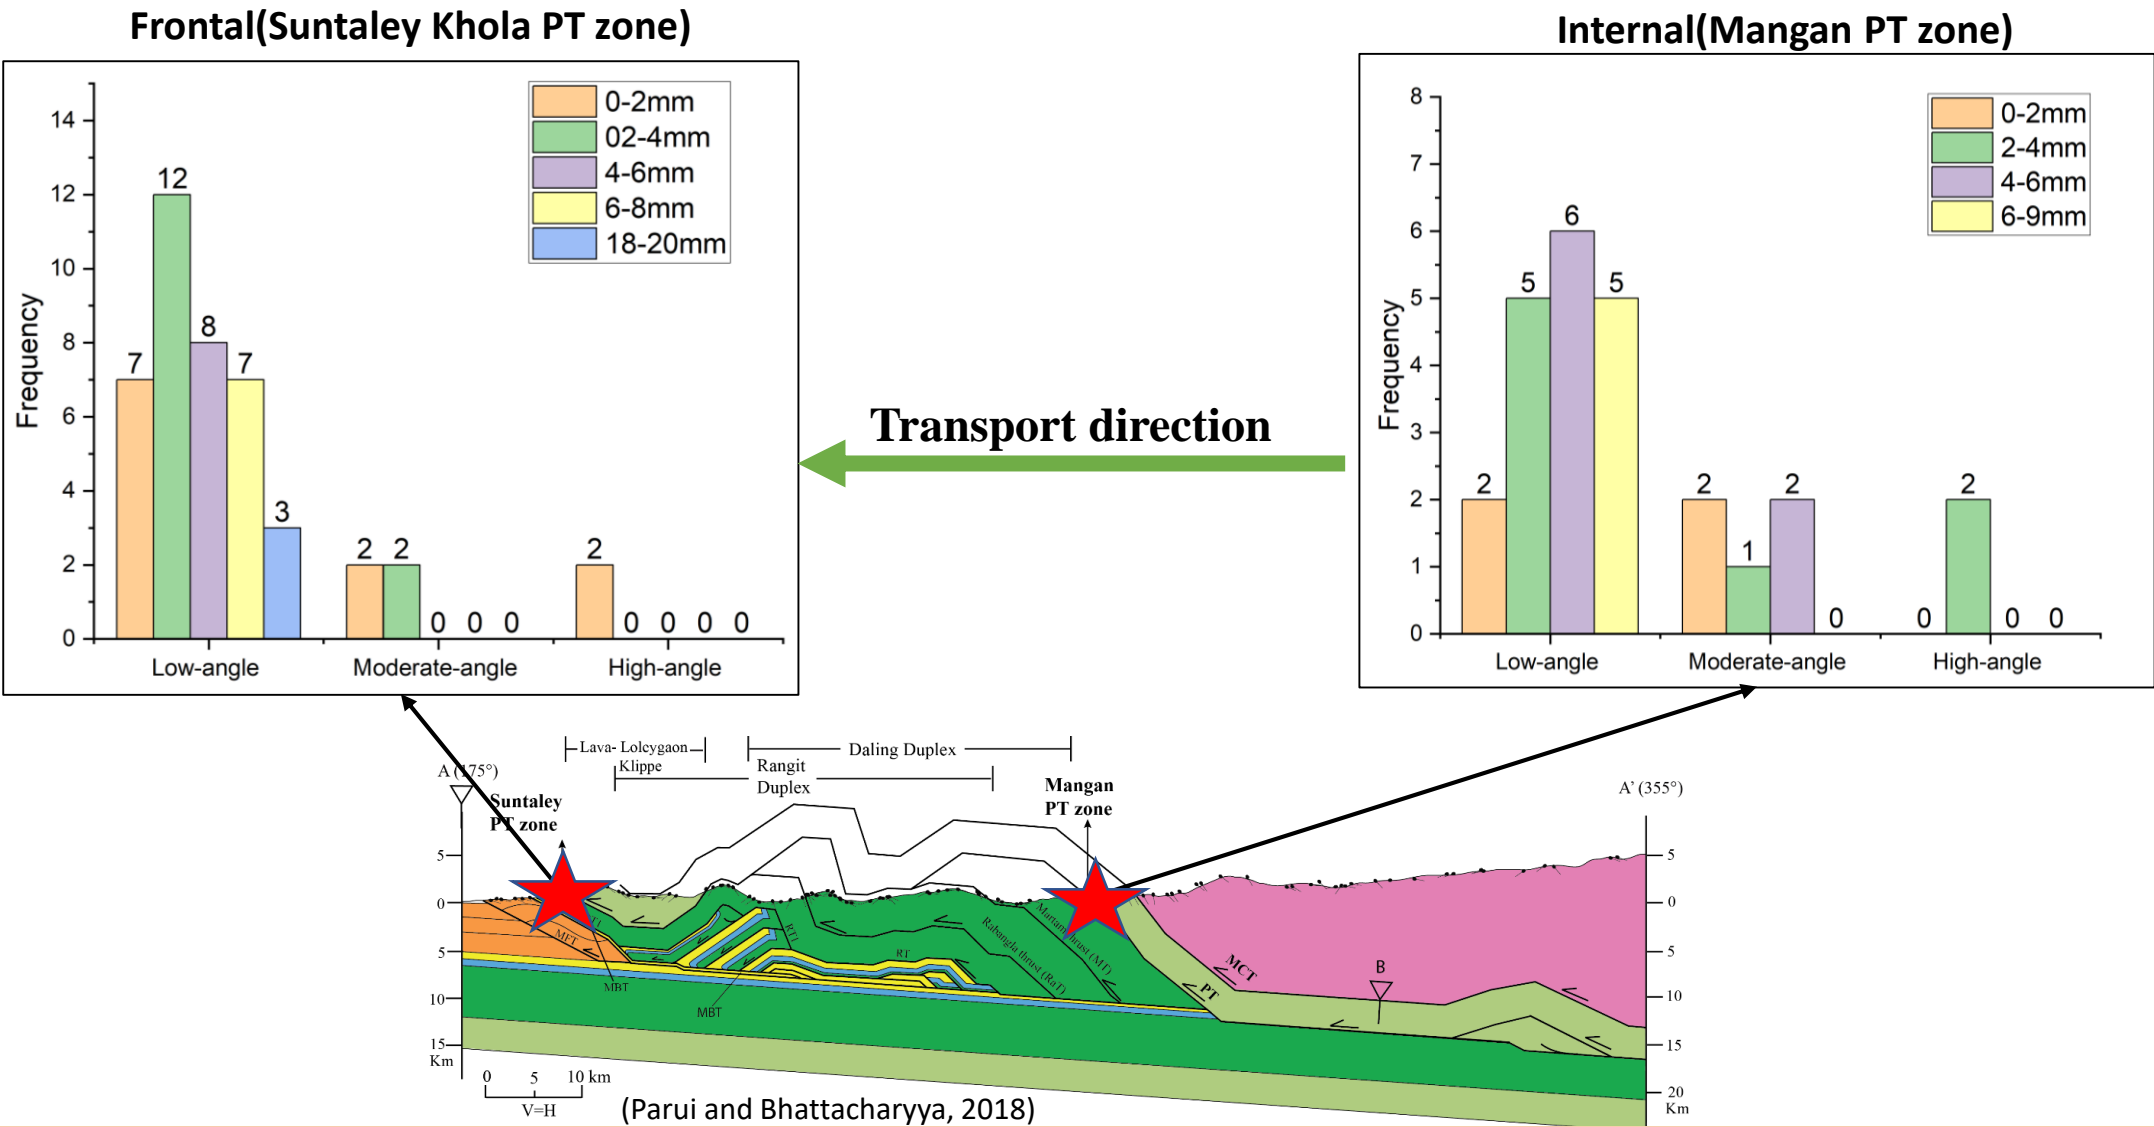 Frontal(Suntaley Khola PT zone)
Internal(Mangan PT zone)
Frequency
14
12
10
8
6
4
2
0
0-2mm
02-4mm
4-6mm
6-8mm
18-20mm
7
12
8
7
3
2
2
0
0
0
2
0
0
0
0
Low-angle
Moderate-angle
High-angle
Transport direction
Frequency
8
7
6
5
4
3
2
1
0
0-2mm
2-4mm
4-6mm
6-9mm
2
5
6
5
2
1
2
0
0
2
0
0
Low-angle
Moderate-angle
High-angle
Lava- Loleygaon
Klippe
Daling Duplex
Rangit
Duplex
A (175°)
Suntaley
PT zone
Mangan
PT zone
A' (355°)
5
0
5
10
15
Km
5
0
5
10
15
20
Km
MFT
MBT
MBT
RT
Rabangla thrust (RaT)
MCT
PT
B
0 5 10 km
V=H
(Parui and Bhattacharyya, 2018)